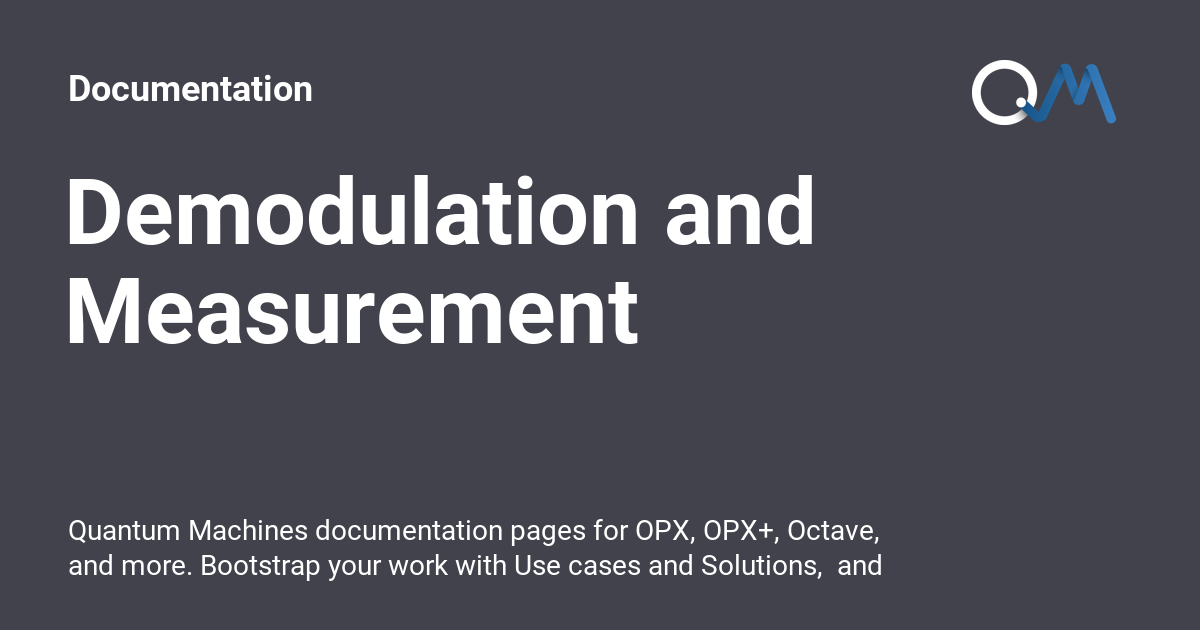 Documentation
QM
Demodulation and
Measurement
Quantum Machines documentation pages for OPX, OPX+, Octave,
and more. Bootstrap your work with Use cases and Solutions,  and